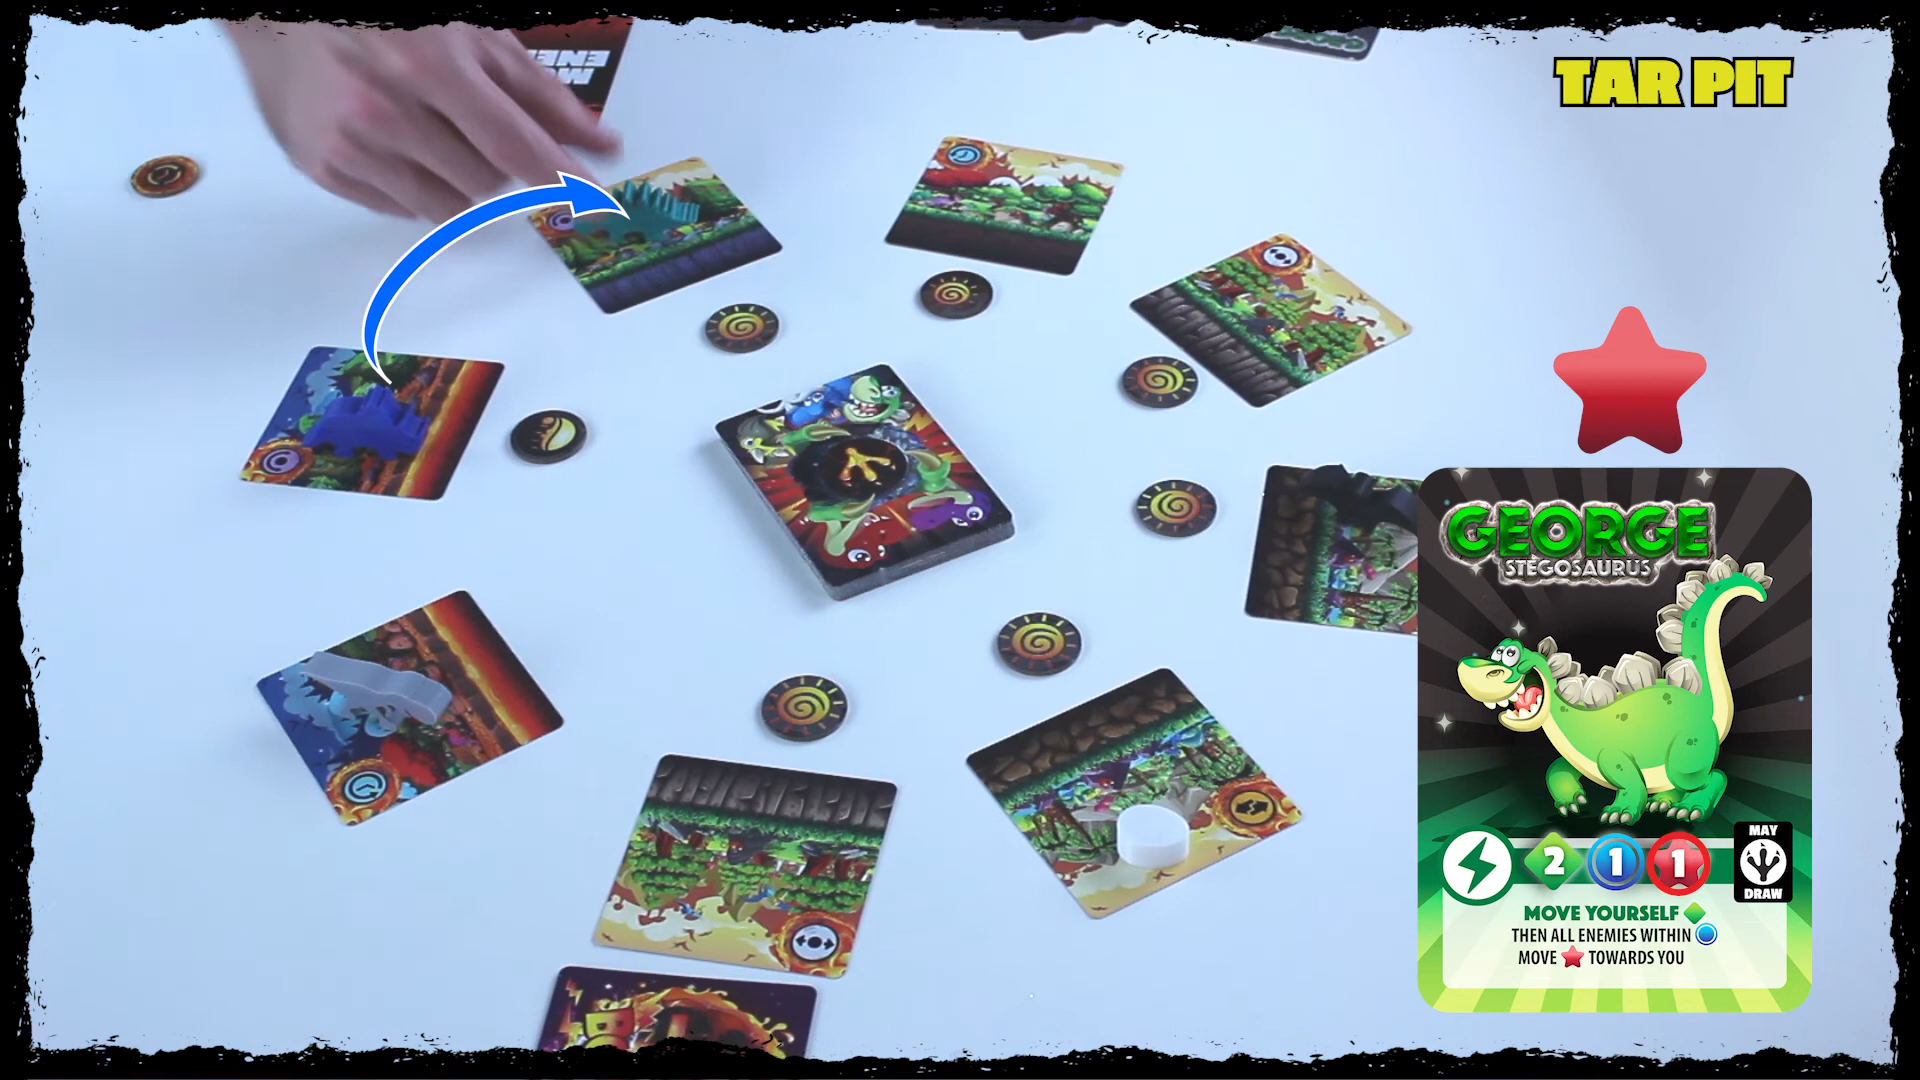 TAR PIT
GEORGE
STEGOSAURUS
2 1 1
MAY
DRAW
MOVE YOURSELF
THEN ALL ENEMIES WITHIN
MOVE TOWARDS YOU